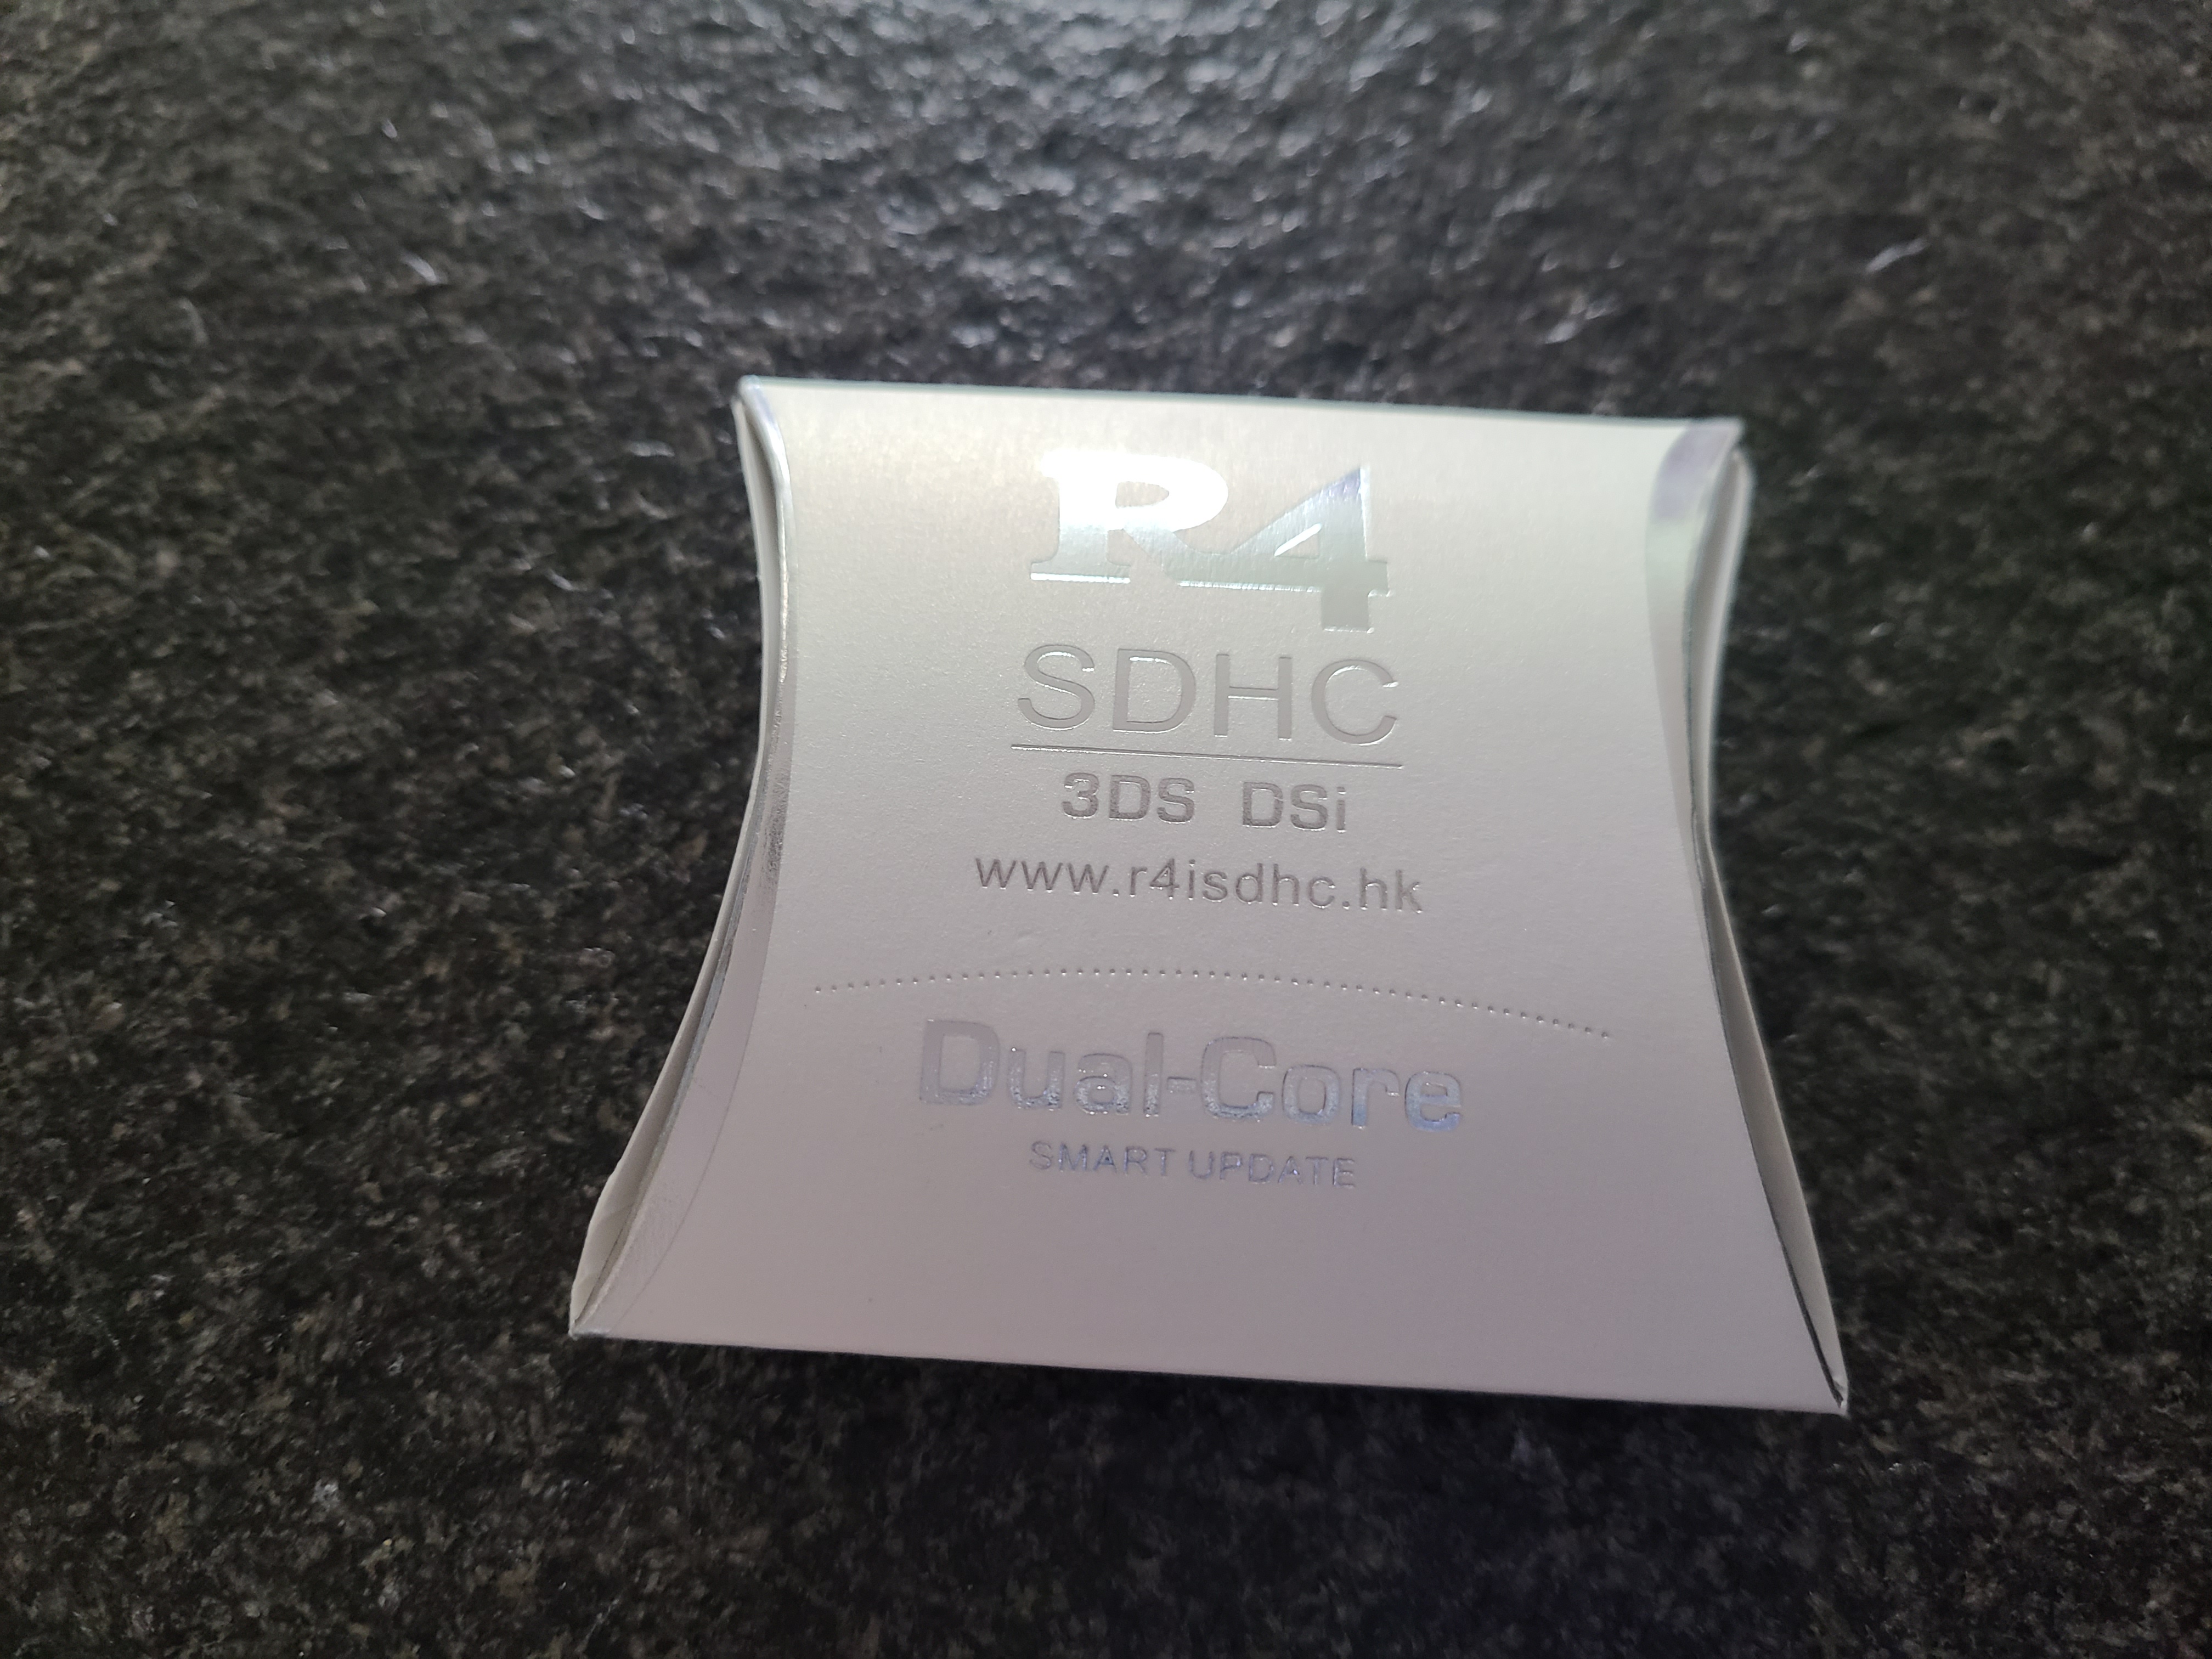 R4
SDHC
3DS DSi
www.r4isdhc.hk
Dual-Core
SMART UPDATE